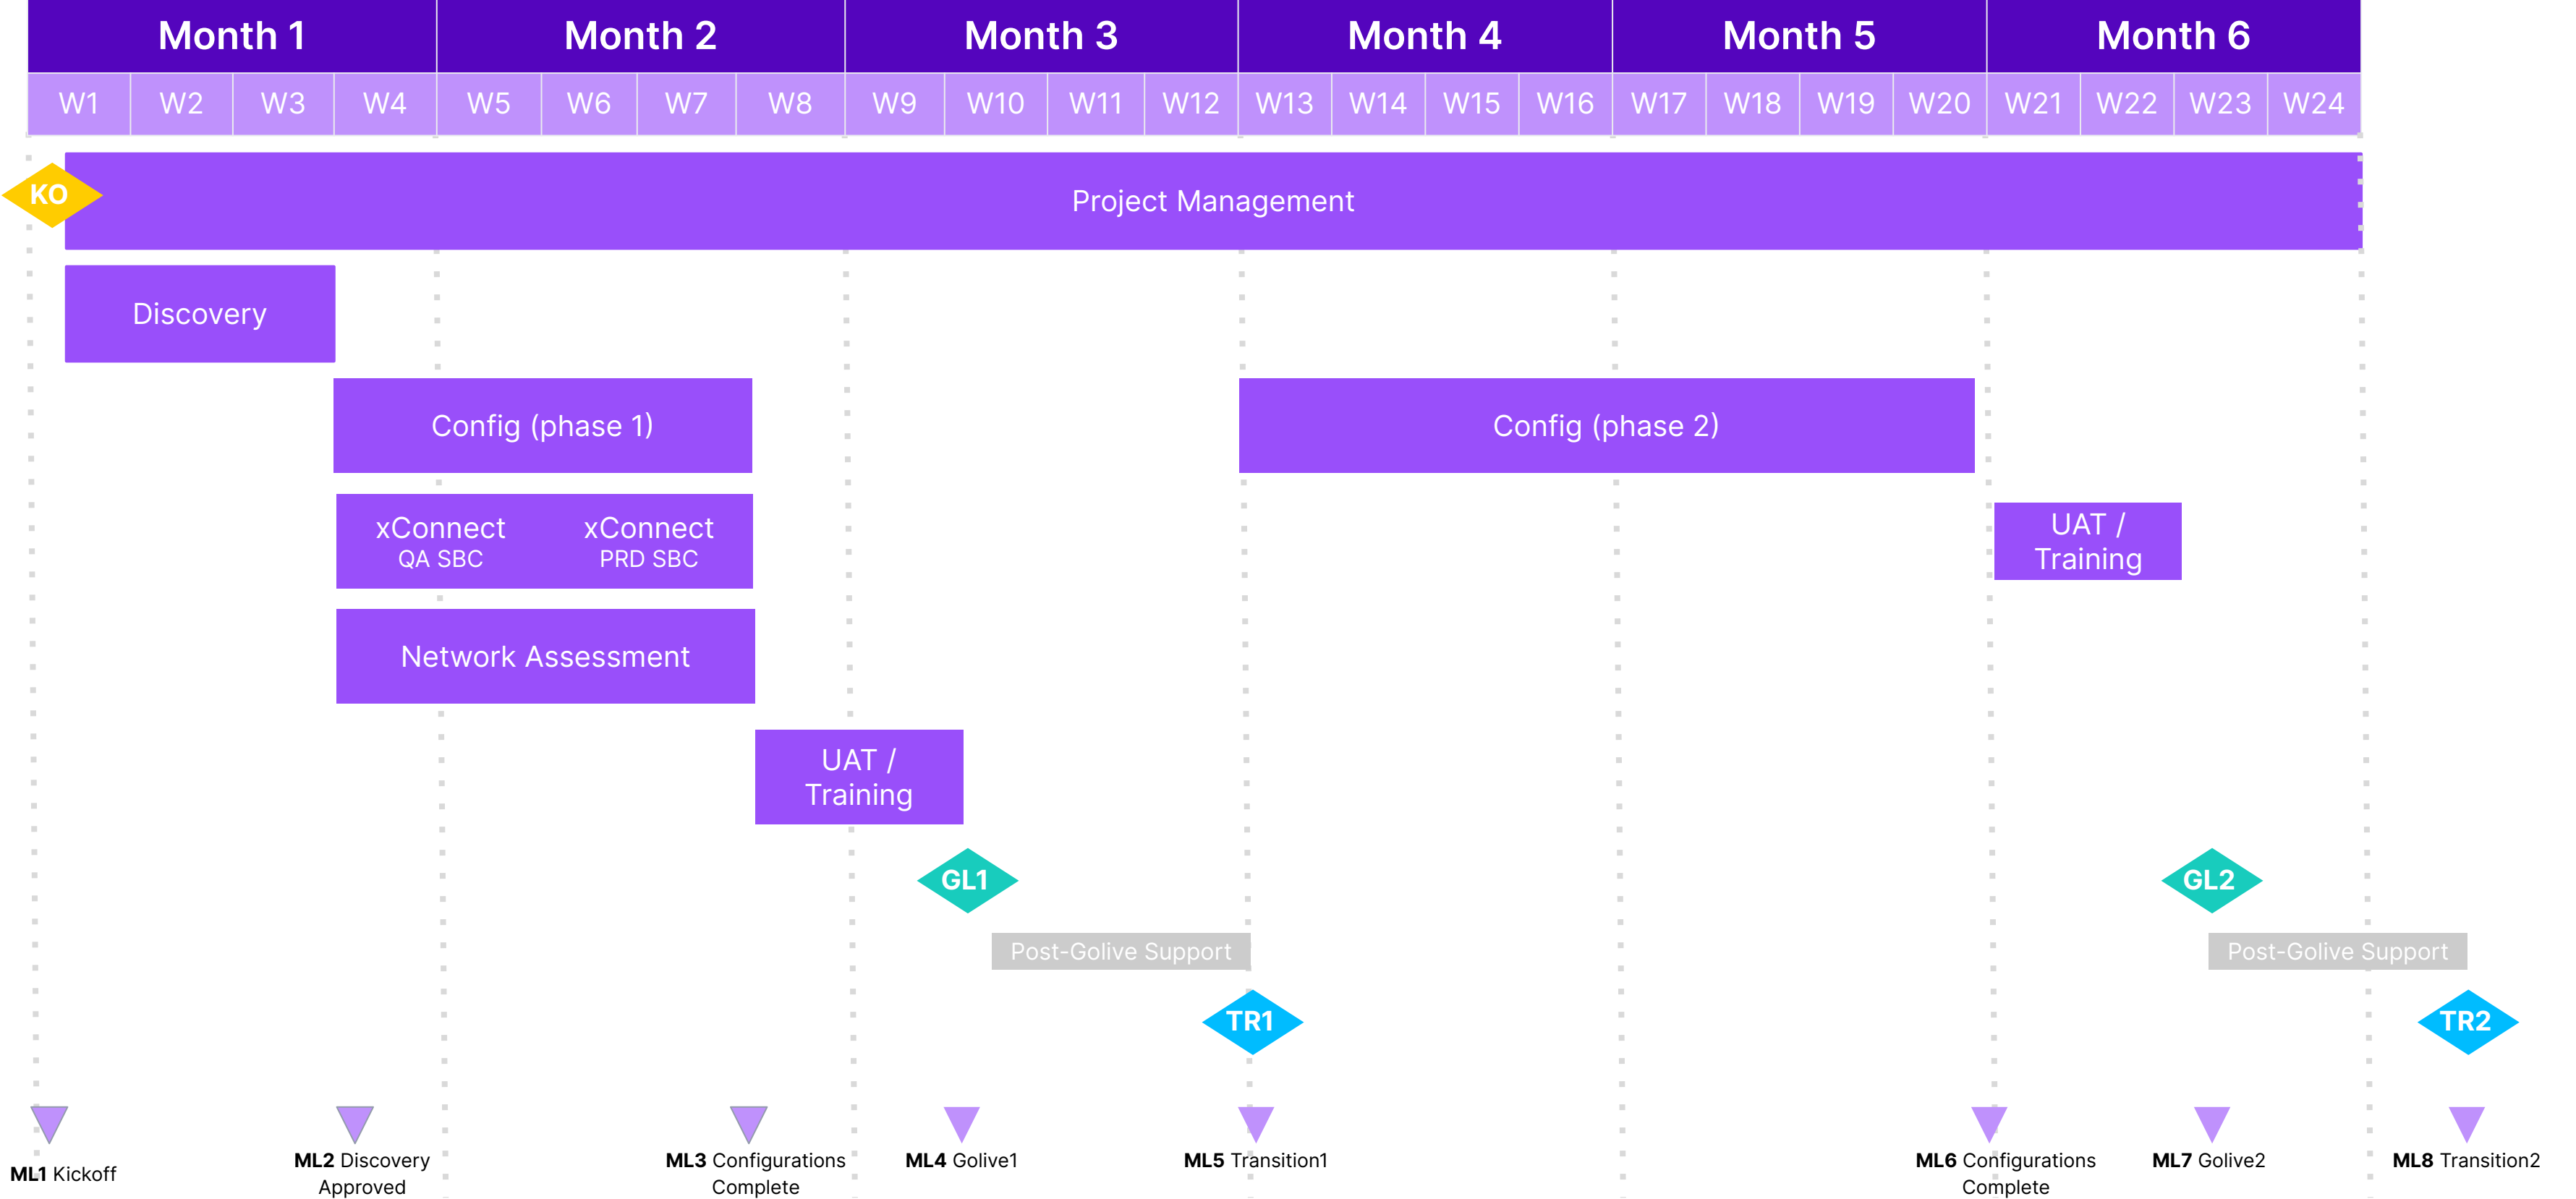 Month 1 Month 2 Month 3 Month 4 Month 5 Month 6
W1 W2 W3 W4 W5 W6 W7 W8 W9 W10 W11 W12 W13 W14 W15 W16 W17 W18 W19 W20 W21 W22 W23 W24
KO Project Management
Discovery
Config (phase 1) Config (phase 2)
xConnect xConnect
QA SBC PRD SBC
UAT /
Training
Network Assessment
UAT /
Training
GL1 GL2
Post-Golive Support Post-Golive Support
TR1 TR2
ML1 Kickoff
ML2 Discovery
Approved
ML3 Configurations
Complete
ML4 Golive1
ML5 Transition1
ML6 Configurations
Complete
ML7 Golive2
ML8 Transition2